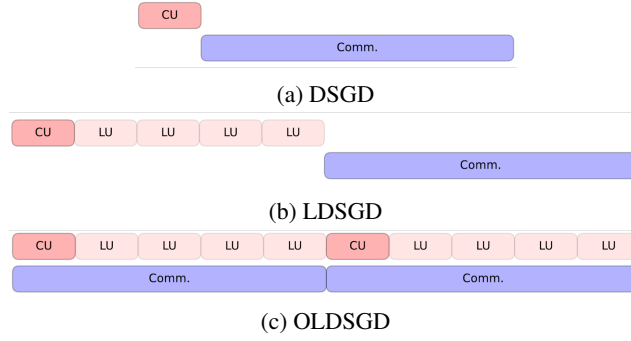 CU
Comm.
(a) DSGD
CU LU LU LU LU
Comm.
(b) LDSGD
CU LU LU LU LU CU LU LU LU LU
Comm. Comm.
(c) OLDSGD